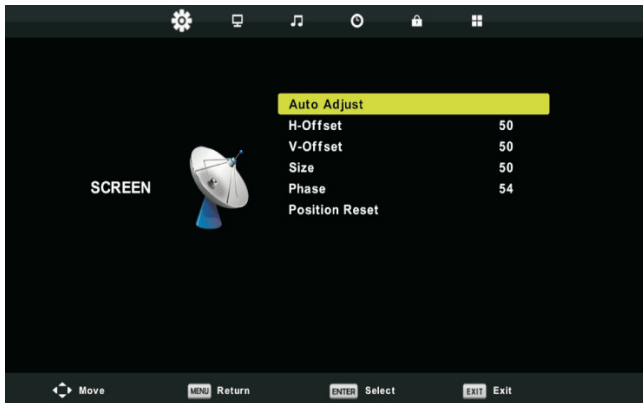 Auto Adjust
H-Offset 50
V-Offset 50
Size 50
SCREEN
Phase 54
Position Reset
Move MENU Return ENTER Select EXIT Exit